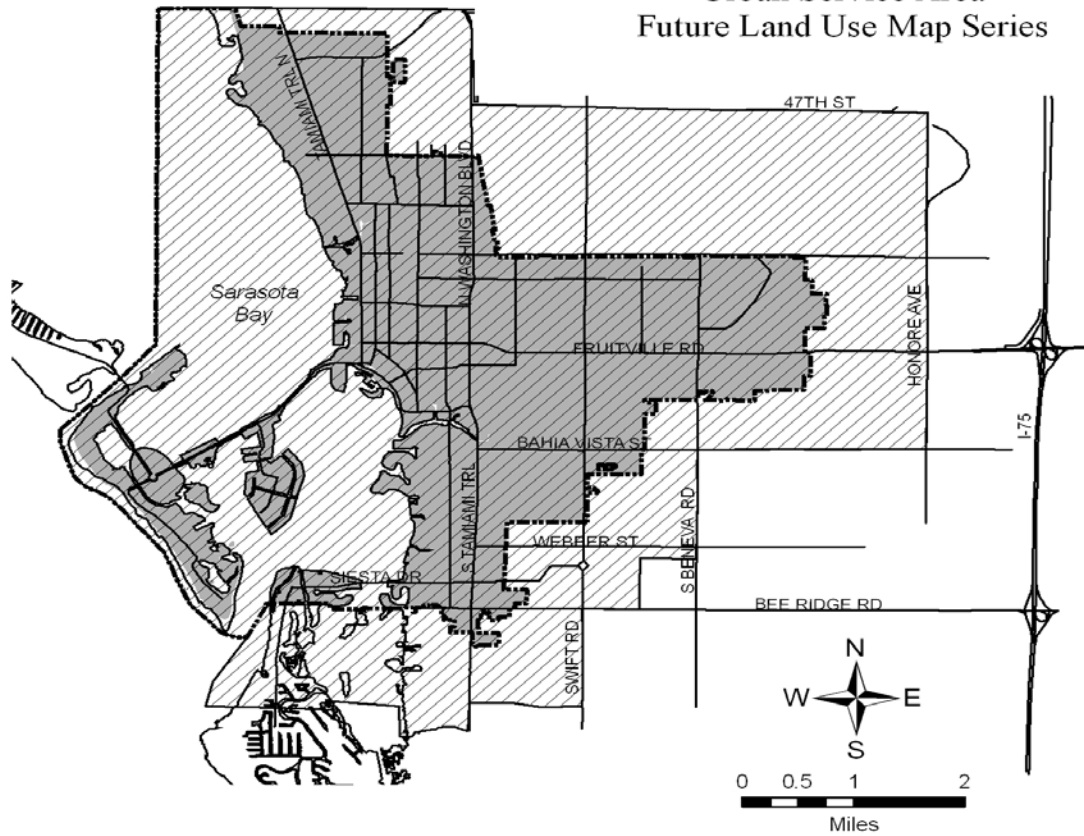 Future Land Use Map Series
47TH ST
TAMIAMI TRL N
N WASHINGTON BLVD
Sarasota
Bay
HONORE AVE
FRUITVILLE RD
I-75
BAHIA VISTA S
S TAMIAMI TRL
S BENEVA RD
WEBBER ST
SIESTA DR
BEE RIDGE RD
SWIFT RD
N
W E
S
0 0.5 1 2
Miles